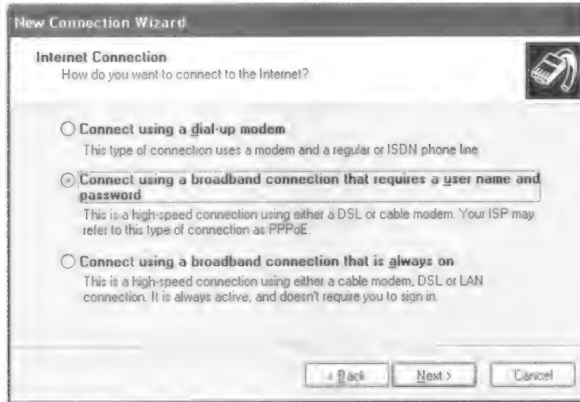 New Connection Wizard
Internet Connection
How do you want to connect to the Internet?
Connect using a dial-up modem
This type of connection uses a modem and a regular or ISDN phone line
Connect using a broadband connection that requires a user name and
password
This is a high-speed connection using either a DSL or cable modem. Your ISP may
refer to this type of connection as PPPoE.
Connect using a broadband connection that is always on
This is a high-speed connection using either a cable modem, DSL or LAN
connection. It is always active, and doesn't require you to sign in.
< Back Next > Cancel